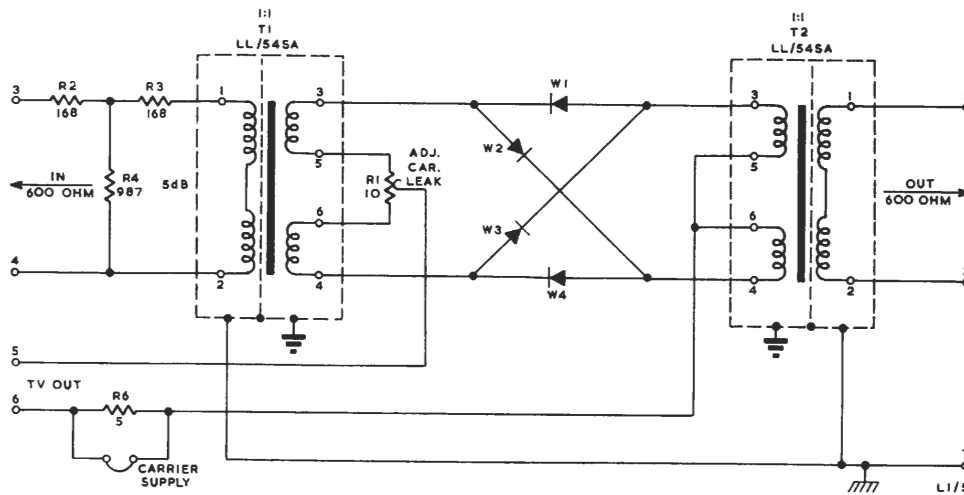 1:1
T1
LL/54SA
1:1
T2
LL/54SA
3
R2
168
R3
168
1
3
W1
3
1
R4
987
5dB
5
W2
ADJ.
CAR.
LEAK
R1
10
5
IN
600 OHM
6
W3
6
OUT
600 OHM
4
2
4
W4
4
2
5
TV OUT
6
R6
5
CARRIER
SUPPLY